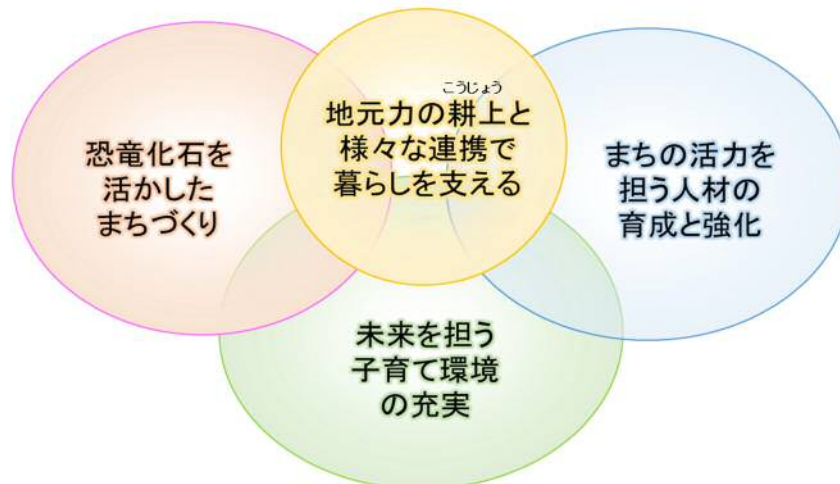 恐竜化石を
活かした
まちづくり
こうじょう
地元力の耕上と
様々な連携で
暮らしを支える
まちの活力を
担う人材の
育成と強化
未来を担う
子育て環境
の充実